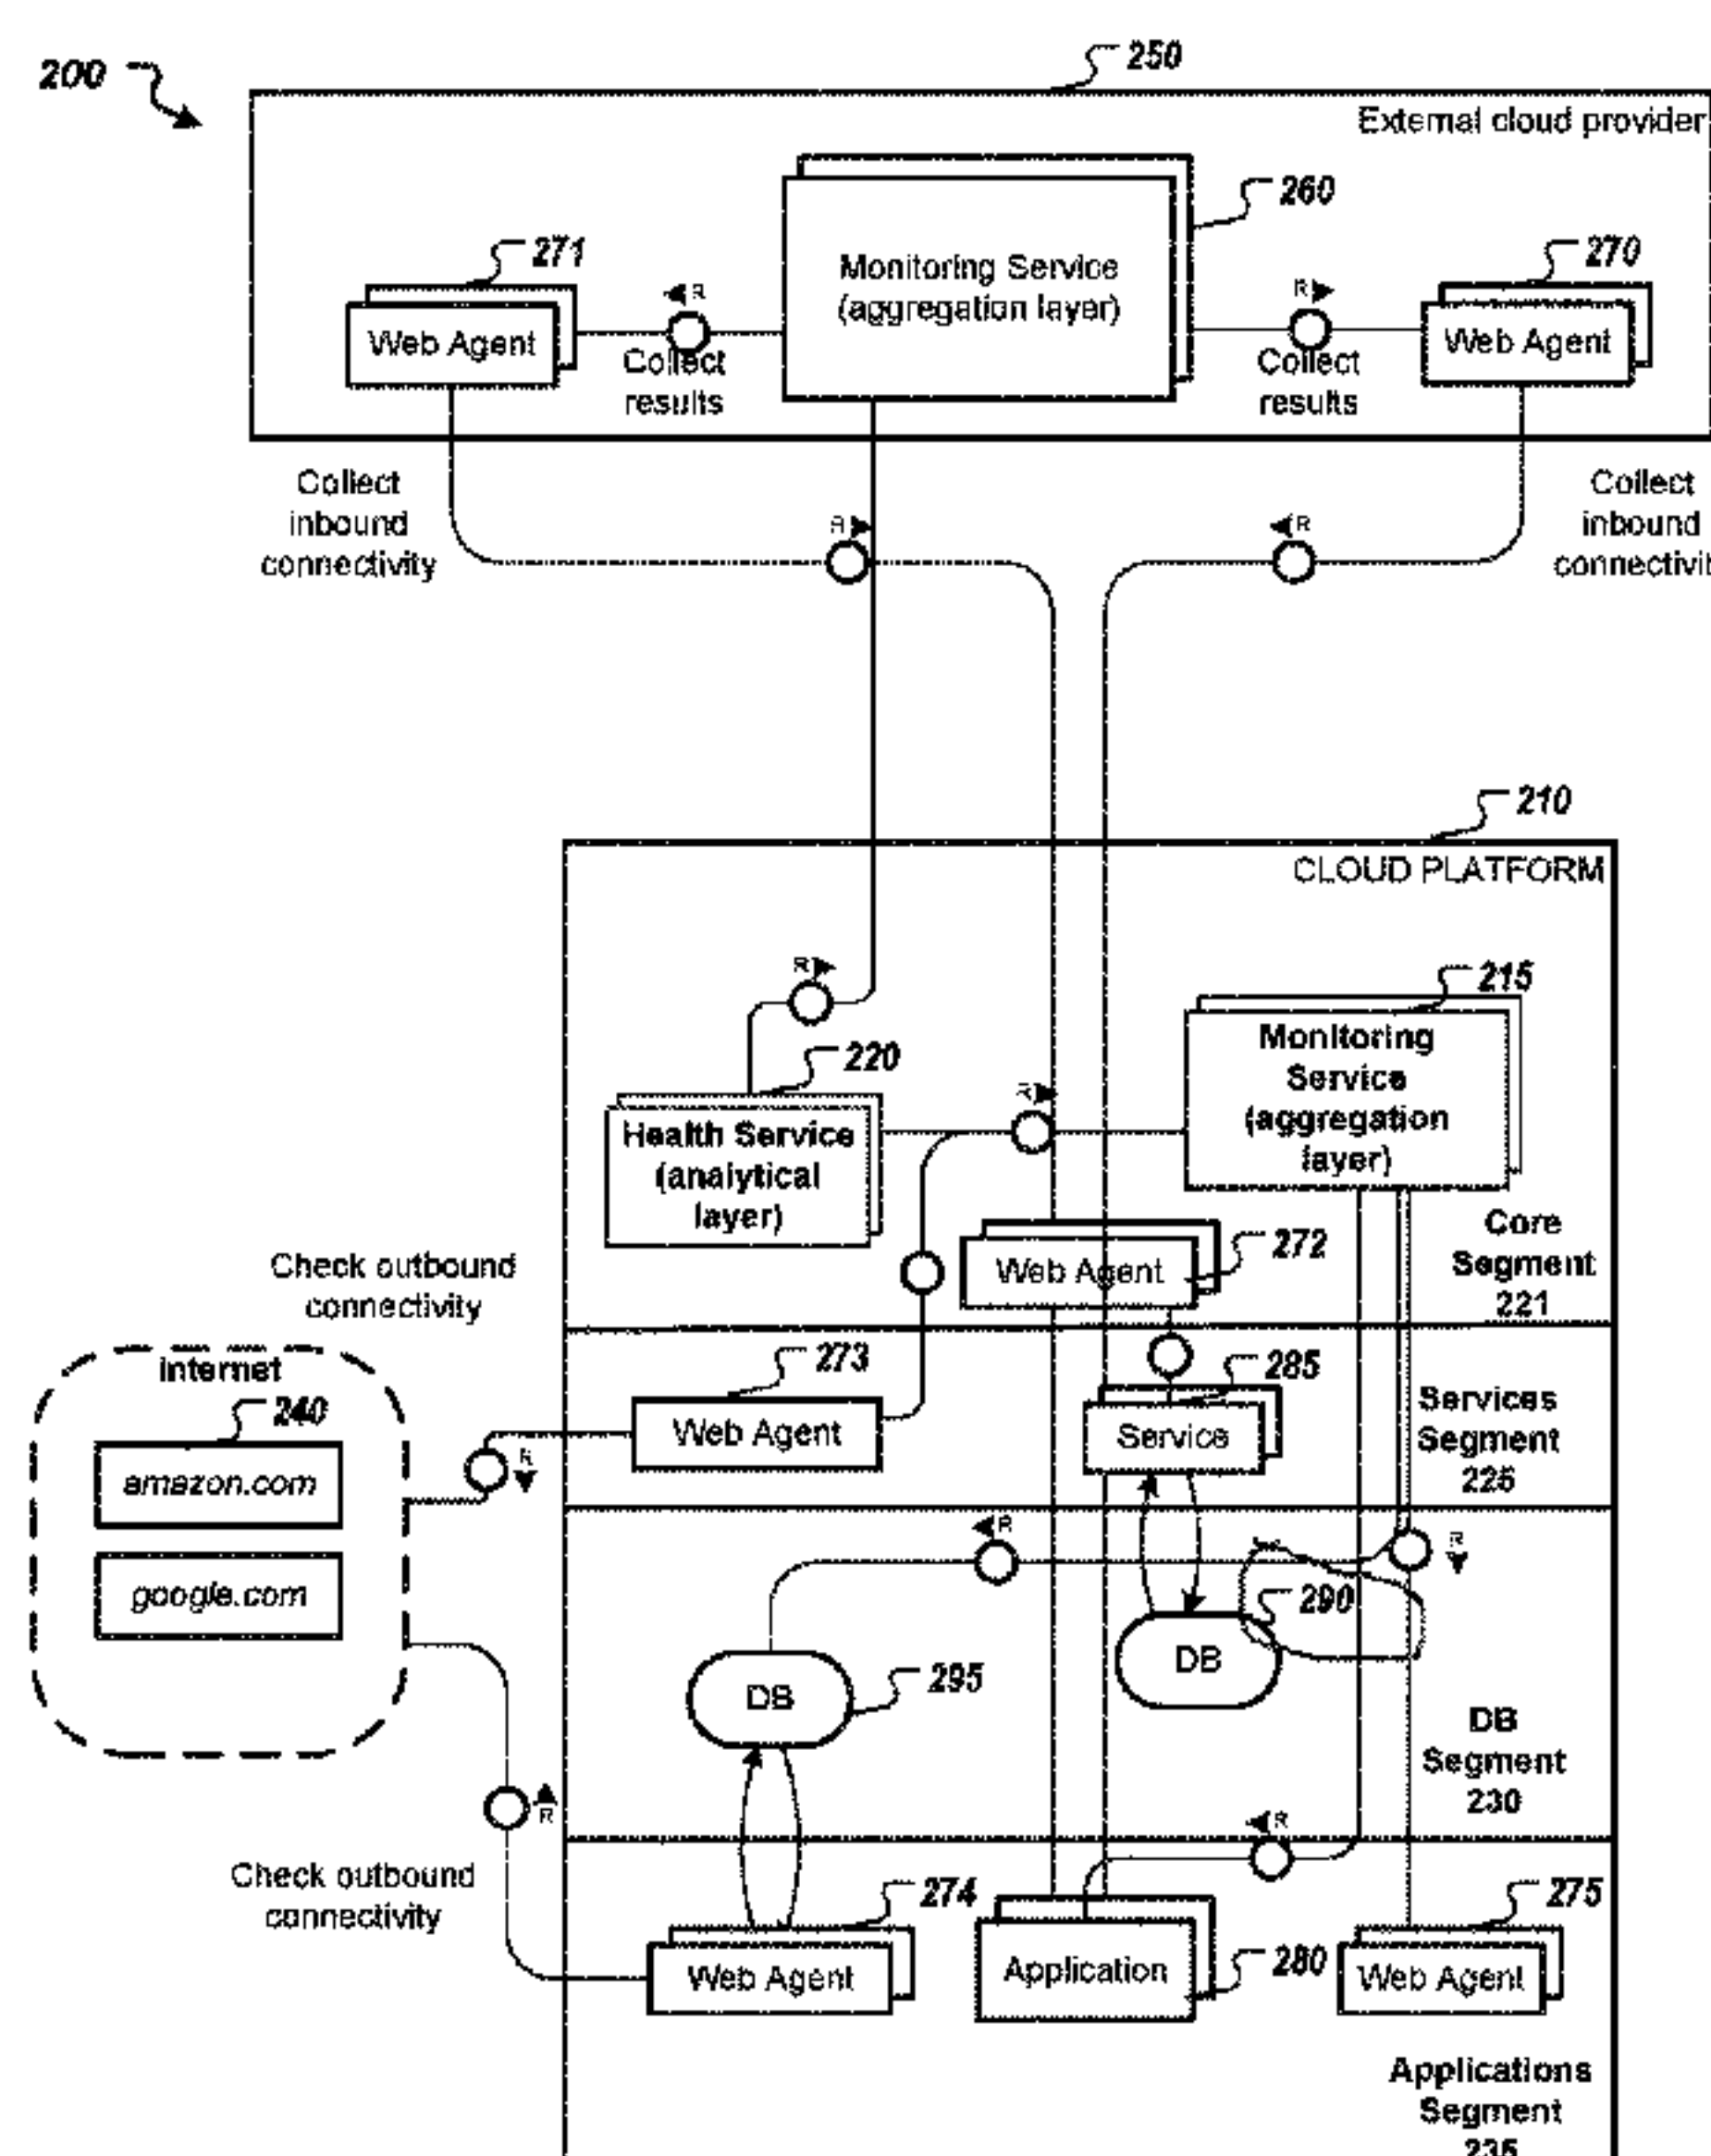 200
250
External cloud provider
260
271
Monitoring Service
(aggregation layer)
270
R
R
Web Agent
Web Agent
Collect
results
Collect
results
Collect
inbound
connectivity
Collect
inbound
R
R
210
CLOUD PLATFORM
R
215
220
Monitoring
Service
(aggregation
layer)
R
Health Service
(analytical
layer)
Core
Segment
221
272
Web Agent
Check outbound
connectivity
internet
273
285
240
Services
Segment
225
Web Agent
Service
R
amazon.com
google.com
R
R
290
DB
295
DB
DB
Segment
230
R
R
Check outbound
connectivity
274
275
280
Web Agent
Application
Web Agent
Applications
Segment
235